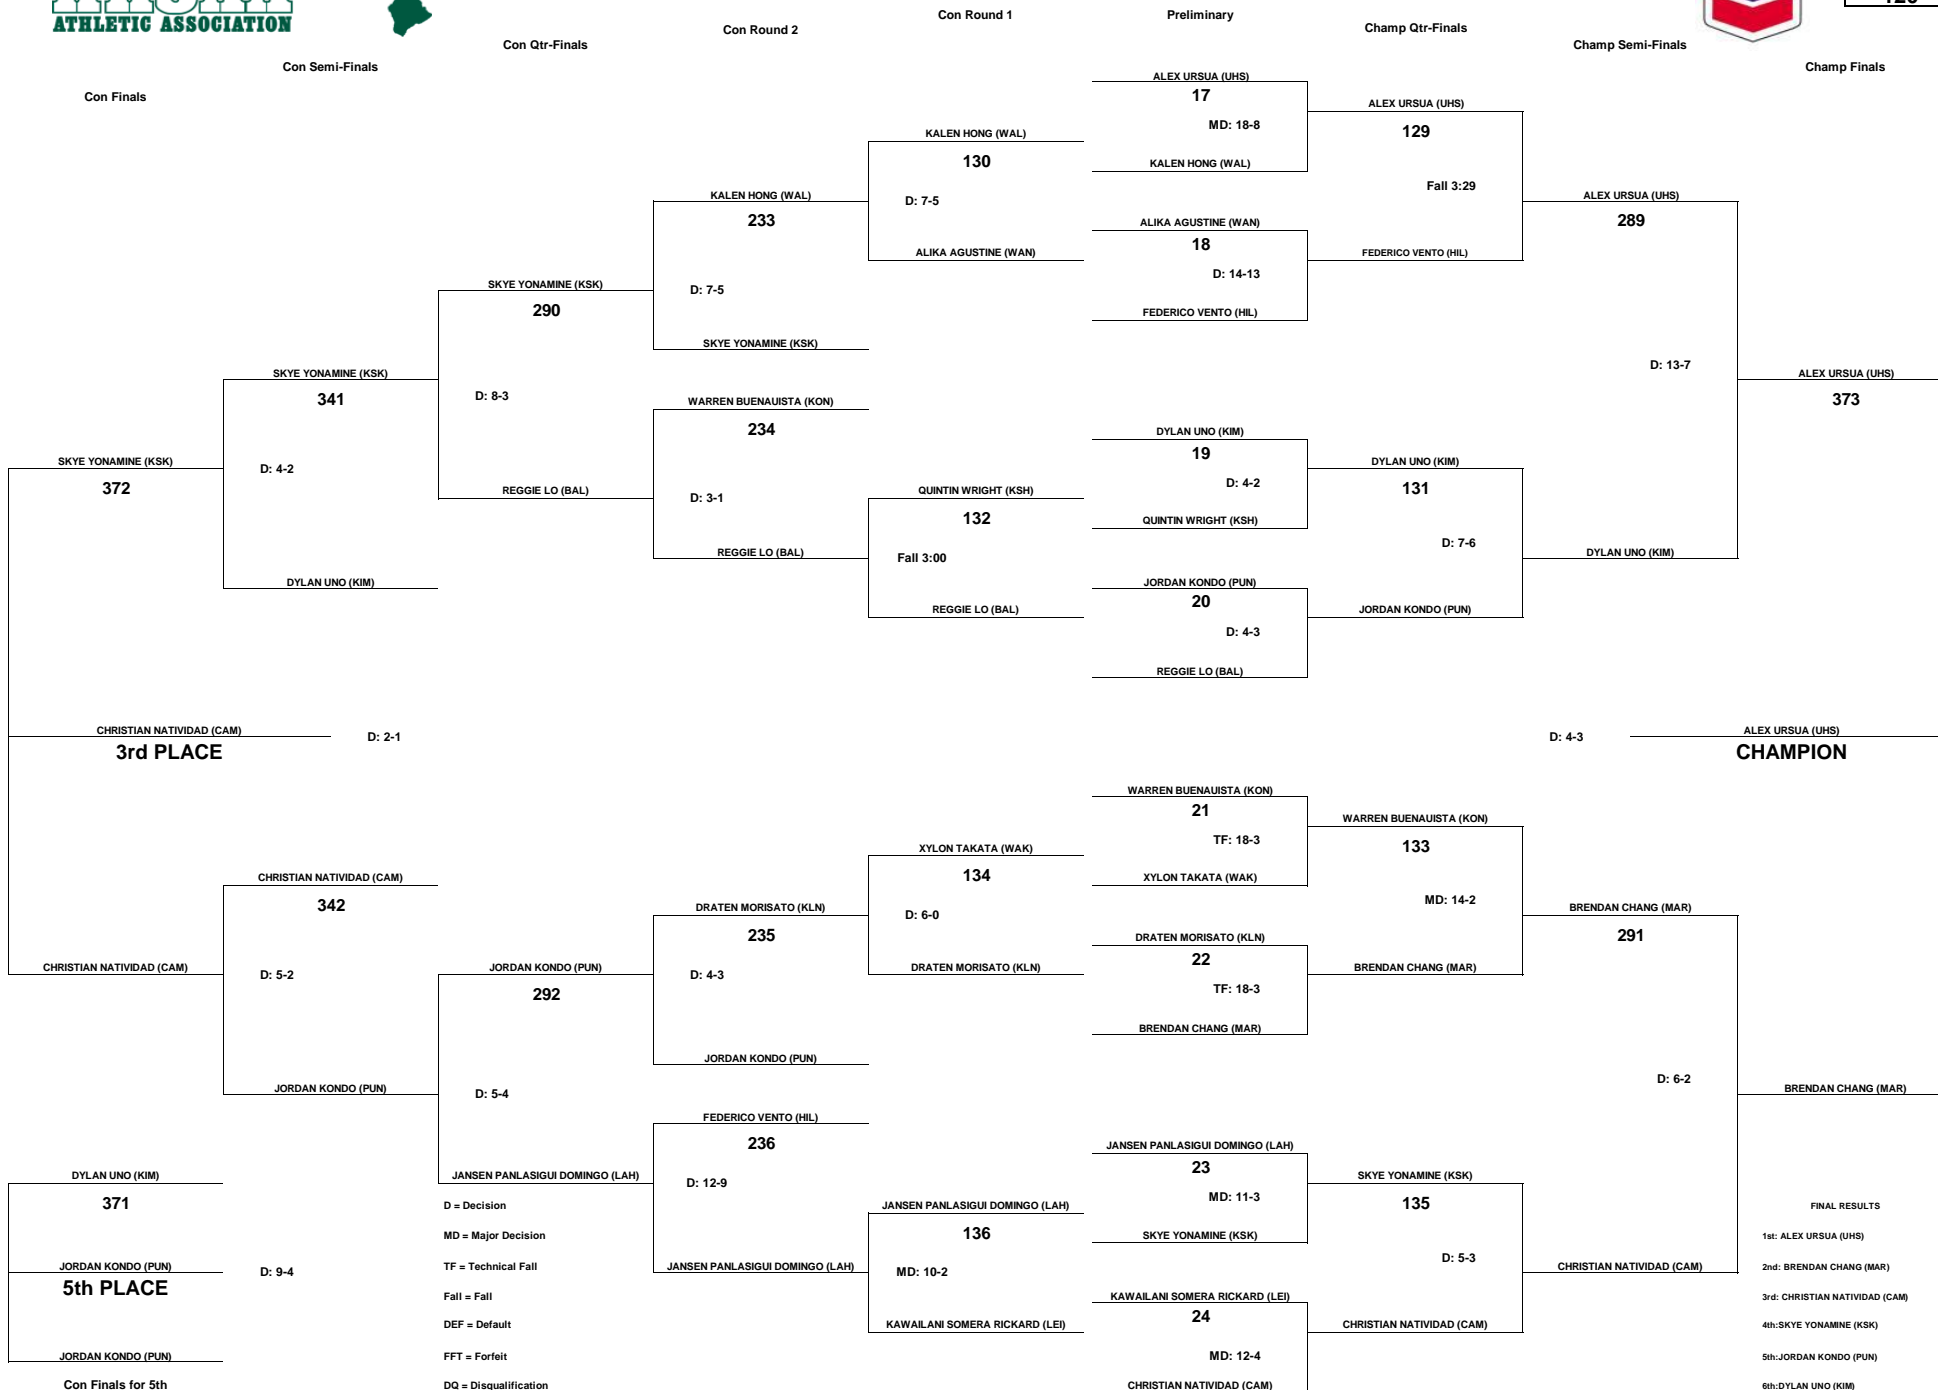 ATHLETIC ASSOCIATION
Con Round 1
Preliminary
Con Round 2
Champ Qtr-Finals
Con Qtr-Finals
Champ Semi-Finals
Con Semi-Finals
Champ Finals
Con Finals
ALEX URSUA (UHS)
17
MD: 18-8
KALEN HONG (WAL)
ALIKA AGUSTINE (WAN)
18
D: 14-13
FEDERICO VENTO (HIL)
DYLAN UNO (KIM)
19
D: 4-2
QUINTIN WRIGHT (KSH)
JORDAN KONDO (PUN)
20
D: 4-3
REGGIE LO (BAL)
WARREN BUENAUISTA (KON)
21
TF: 18-3
XYLON TAKATA (WAK)
DRATEN MORISATO (KLN)
22
TF: 18-3
BRENDAN CHANG (MAR)
JANSEN PANLASIGUI DOMINGO (LAH)
23
MD: 11-3
SKYE YONAMINE (KSK)
KAWAILANI SOMERA RICKARD (LEI)
24
MD: 12-4
CHRISTIAN NATIVIDAD (CAM)
ALEX URSUA (UHS)
129
Fall 3:29
FEDERICO VENTO (HIL)
DYLAN UNO (KIM)
131
D: 7-6
JORDAN KONDO (PUN)
WARREN BUENAUISTA (KON)
133
MD: 14-2
BRENDAN CHANG (MAR)
SKYE YONAMINE (KSK)
135
D: 5-3
CHRISTIAN NATIVIDAD (CAM)
ALEX URSUA (UHS)
289
D: 13-7
DYLAN UNO (KIM)
BRENDAN CHANG (MAR)
291
D: 6-2
CHRISTIAN NATIVIDAD (CAM)
ALEX URSUA (UHS)
373
D: 4-3
ALEX URSUA (UHS)
CHAMPION
BRENDAN CHANG (MAR)
KALEN HONG (WAL)
130
D: 7-5
ALIKA AGUSTINE (WAN)
QUINTIN WRIGHT (KSH)
132
Fall 3:00
REGGIE LO (BAL)
XYLON TAKATA (WAK)
134
D: 6-0
DRATEN MORISATO (KLN)
JANSEN PANLASIGUI DOMINGO (LAH)
136
MD: 10-2
KAWAILANI SOMERA RICKARD (LEI)
KALEN HONG (WAL)
233
D: 7-5
SKYE YONAMINE (KSK)
WARREN BUENAUISTA (KON)
234
D: 3-1
REGGIE LO (BAL)
DRATEN MORISATO (KLN)
235
D: 4-3
JORDAN KONDO (PUN)
FEDERICO VENTO (HIL)
236
D: 12-9
JANSEN PANLASIGUI DOMINGO (LAH)
SKYE YONAMINE (KSK)
290
D: 8-3
REGGIE LO (BAL)
JORDAN KONDO (PUN)
292
D: 5-4
JANSEN PANLASIGUI DOMINGO (LAH)
SKYE YONAMINE (KSK)
341
D: 4-2
DYLAN UNO (KIM)
CHRISTIAN NATIVIDAD (CAM)
342
D: 5-2
JORDAN KONDO (PUN)
SKYE YONAMINE (KSK)
372
CHRISTIAN NATIVIDAD (CAM)
D: 2-1
3rd PLACE
CHRISTIAN NATIVIDAD (CAM)
DYLAN UNO (KIM)
371
JORDAN KONDO (PUN)
D: 9-4
5th PLACE
JORDAN KONDO (PUN)
Con Finals for 5th
D = Decision
MD = Major Decision
TF = Technical Fall
Fall = Fall
DEF = Default
FFT = Forfeit
DQ = Disqualification
FINAL RESULTS
1st: ALEX URSUA (UHS)
2nd: BRENDAN CHANG (MAR)
3rd: CHRISTIAN NATIVIDAD (CAM)
4th:SKYE YONAMINE (KSK)
5th:JORDAN KONDO (PUN)
6th:DYLAN UNO (KIM)